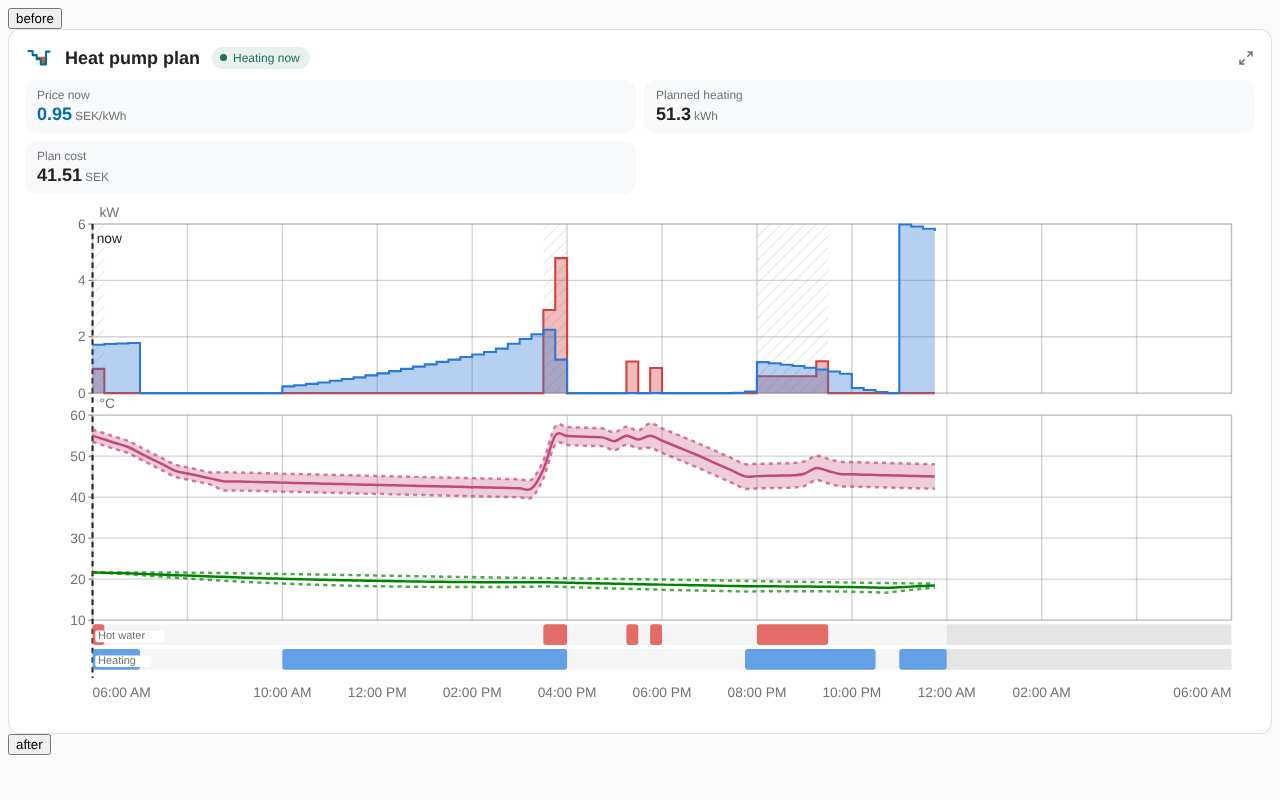 before
Heat pump plan
Heating now
Price now
0.95 SEK/kWh
Planned heating
51.3 kWh
Plan cost
41.51 SEK
kW
6
now
4
2
0
°C
60
50
40
30
20
10
Hot water
Heating
06:00 AM 10:00 AM 12:00 PM 02:00 PM 04:00 PM 06:00 PM 08:00 PM 10:00 PM 12:00 AM 02:00 AM 06:00 AM
after